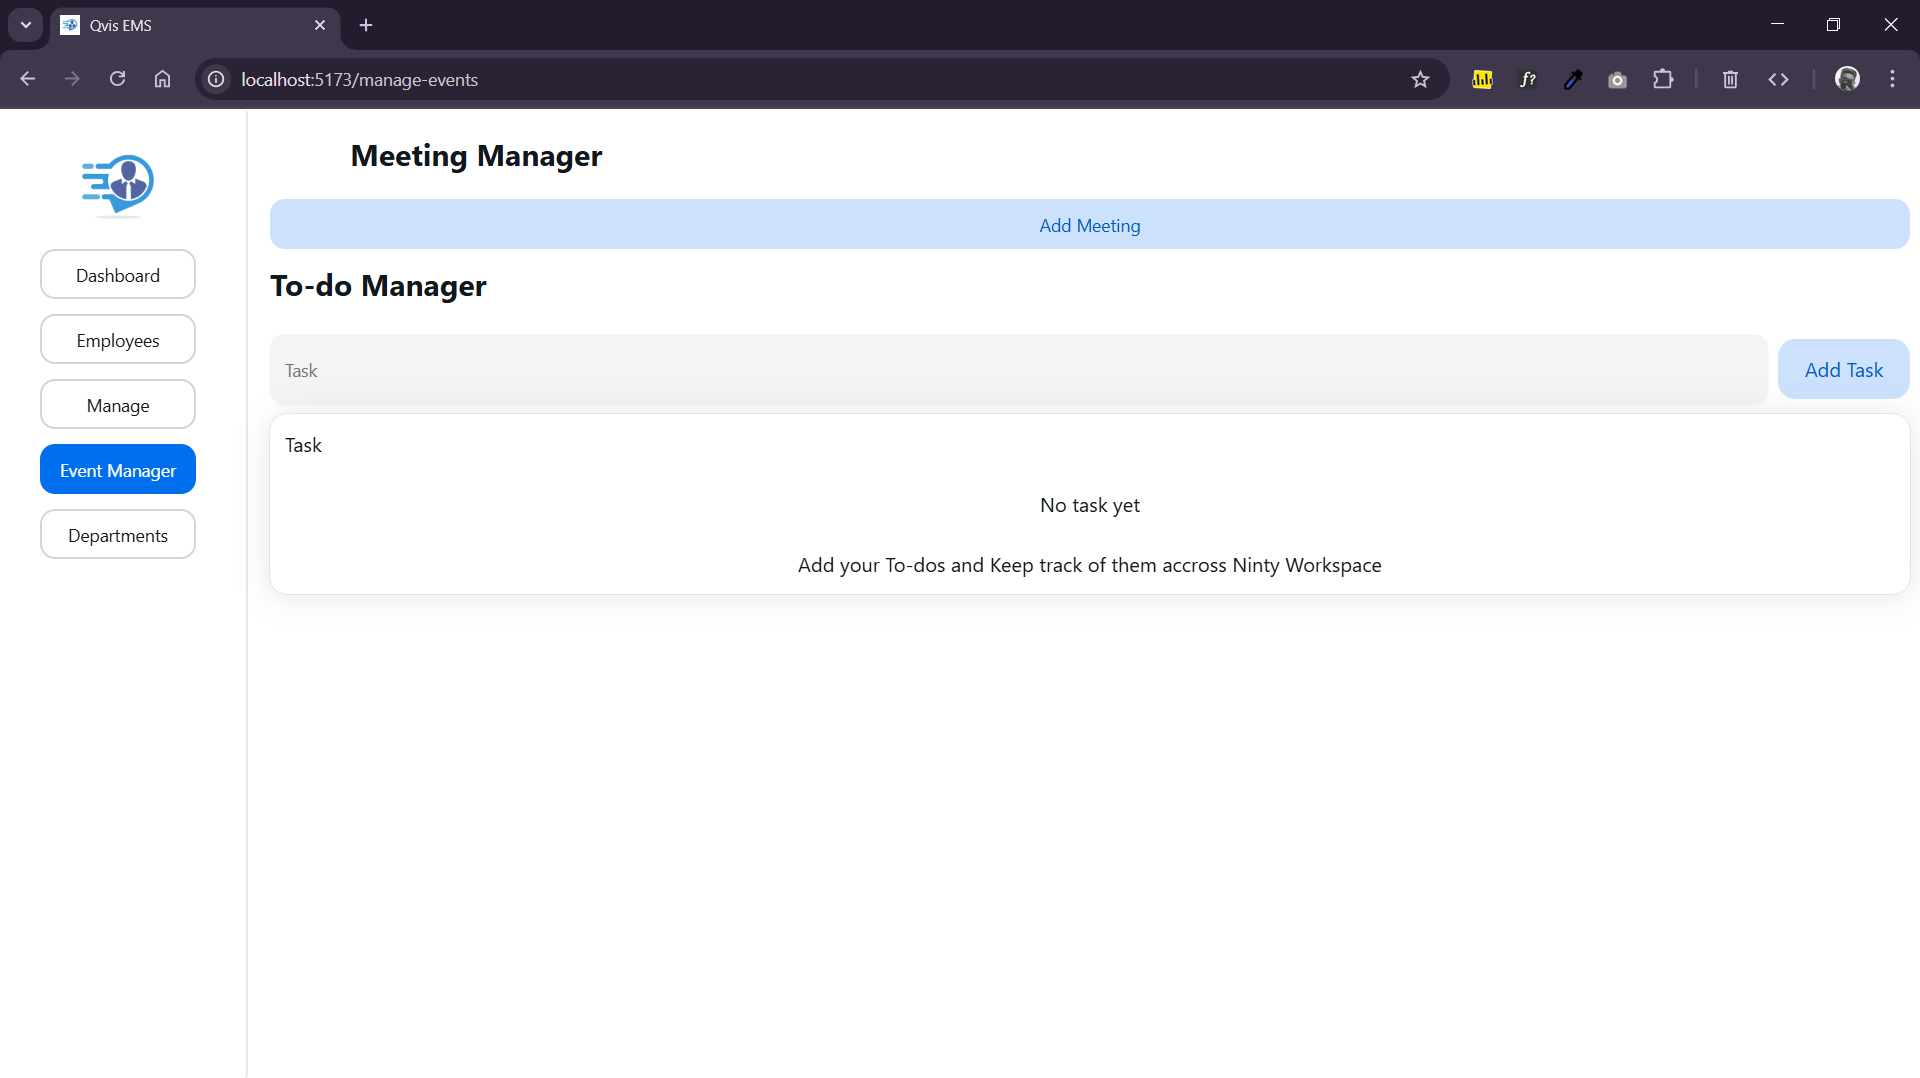 Qvis EMS
localhost:5173/manage-events
f?
Meeting Manager
Add Meeting
Dashboard
Employees
Manage
Event Manager
Departments
To-do Manager
Task
Add Task
Task
No task yet
Add your To-dos and Keep track of them accross Ninty Workspace